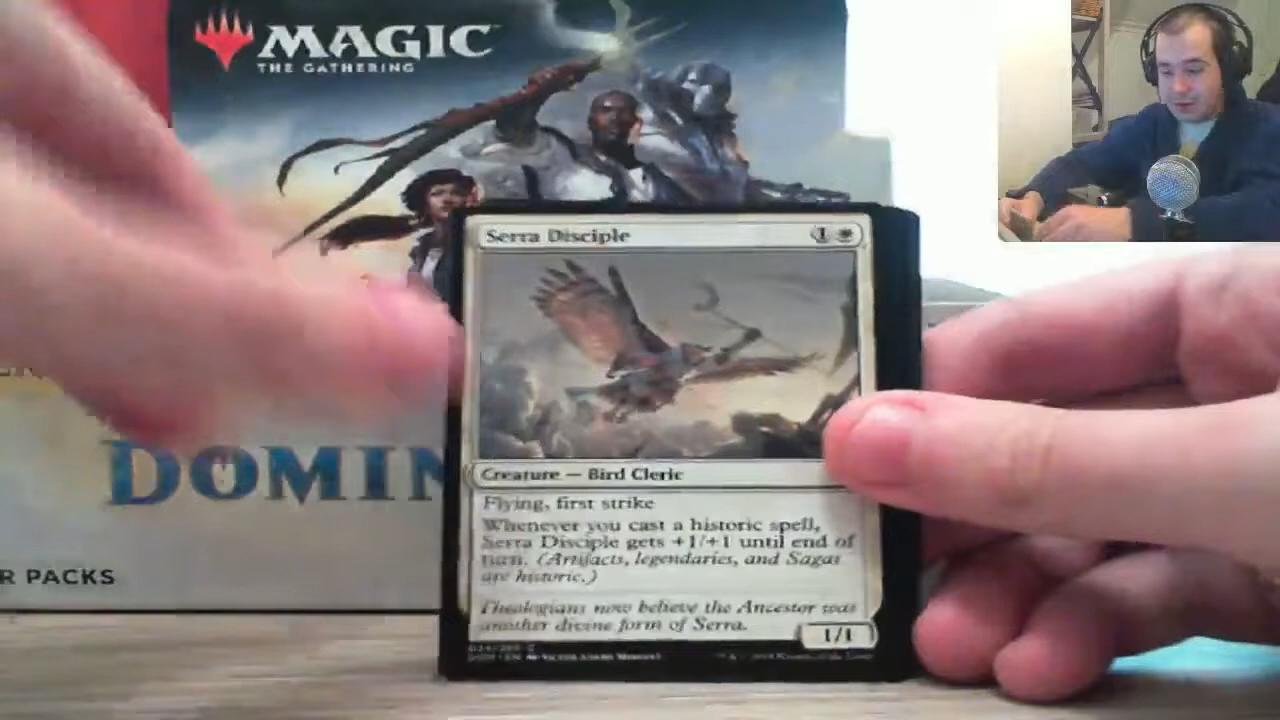 MAGIC
THE GATHERING
Serra Disciple
1
DOMIN
R PACKS
Creature — Bird Cleric
Flying, first strike
Whenever you cast a historic spell,
Serra Disciple gets +1/+1 until end of
turn. (Artifacts, legendaries, and Sagas
are historic.)
Theologians now believe the Ancestor was
another divine form of Serra.
1/1